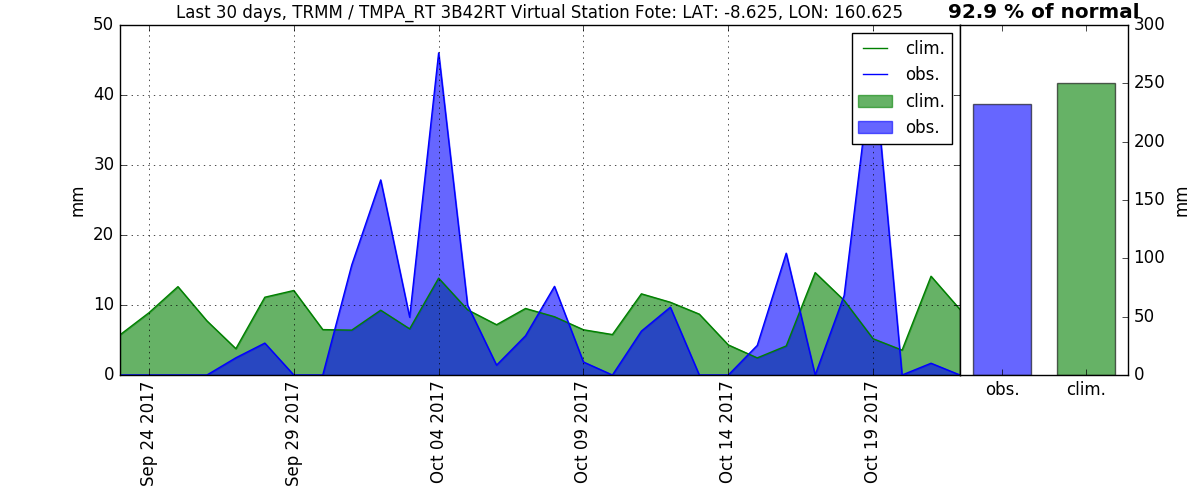 Last 30 days, TRMM / TMPA_RT 3B42RT Virtual Station Fote: LAT: -8.625, LON: 160.625
92.9 % of normal
50
40
30
20
10
0
mm
clim.
obs.
clim.
obs.
300
250
200
150
100
50
0
mm
Sep 24 2017
Sep 29 2017
Oct 04 2017
Oct 09 2017
Oct 14 2017
Oct 19 2017
obs.
clim.